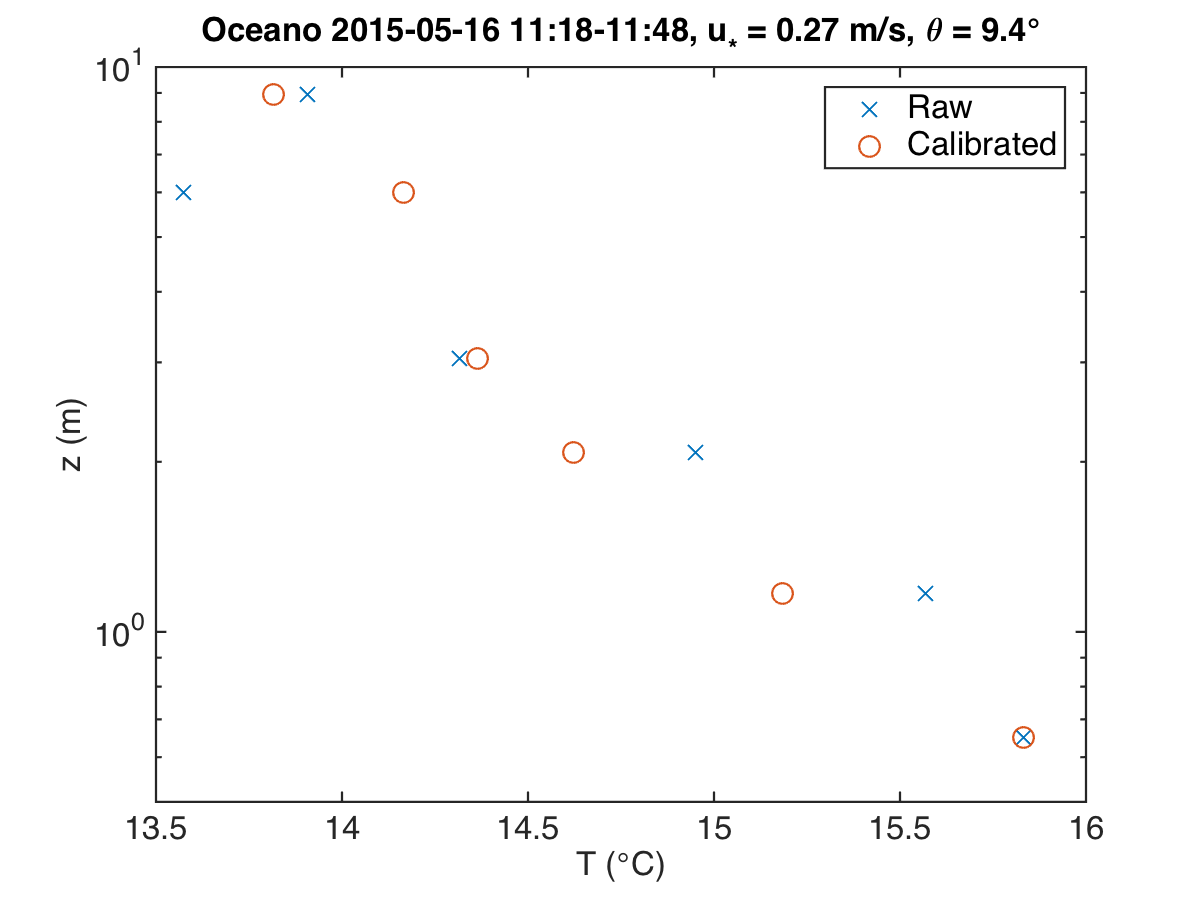 Oceano 2015-05-16 11:18-11:48, u* = 0.27 m/s, θ = 9.4°
10^1
Raw
Calibrated
z (m)
10^0
13.5 14 14.5 15 15.5 16
T (°C)